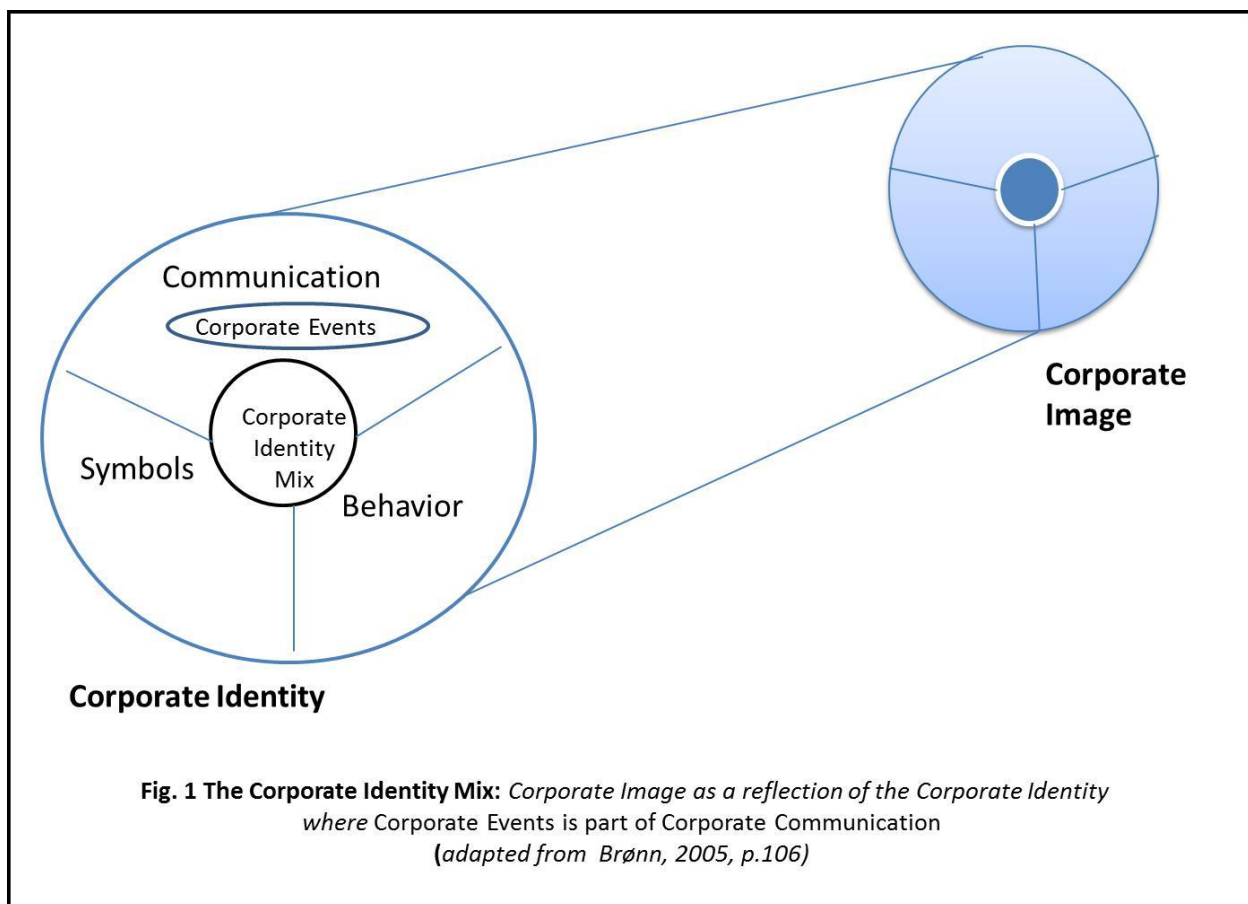 Communication
Corporate Events
Corporate
Identity
Mix
Symbols
Behavior
Corporate Identity
Corporate
Image
Fig. 1 The Corporate Identity Mix: Corporate Image as a reflection of the Corporate Identity
where Corporate Events is part of Corporate Communication
(adapted from Brønn, 2005, p.106)